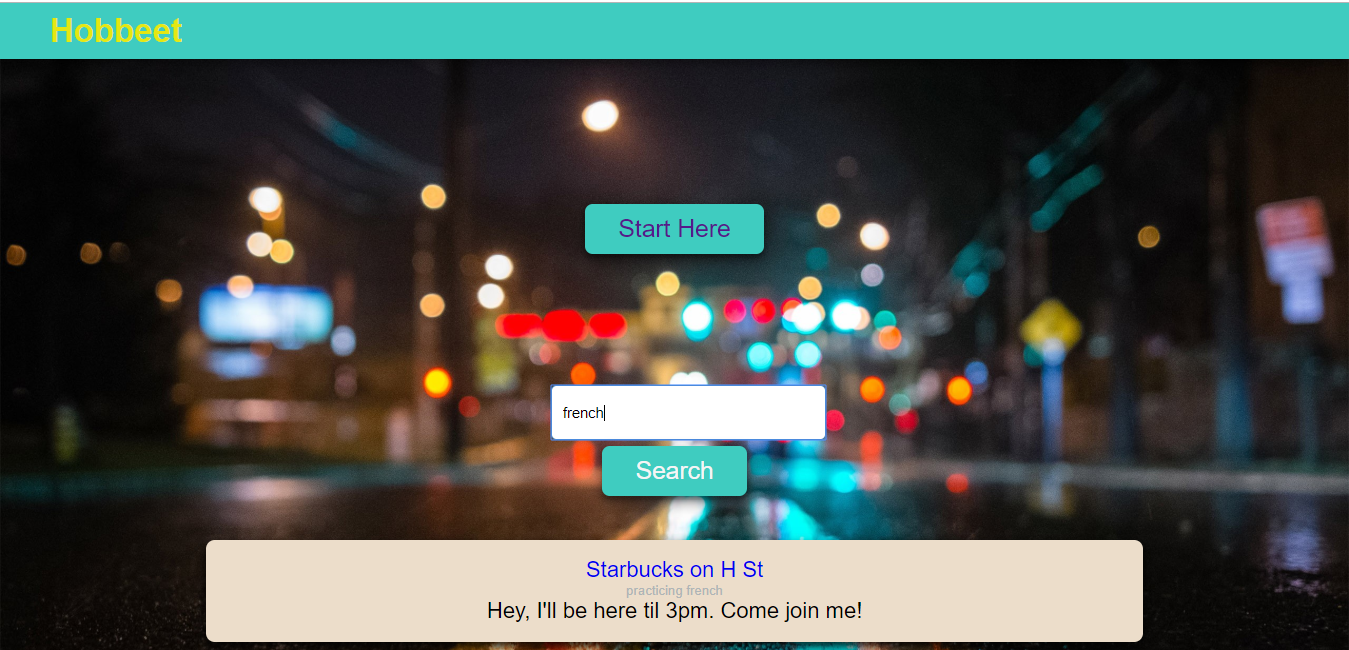 Hobbeet
Start Here
french
Search
Starbucks on H St
practicing french
Hey, I'll be here til 3pm. Come join me!